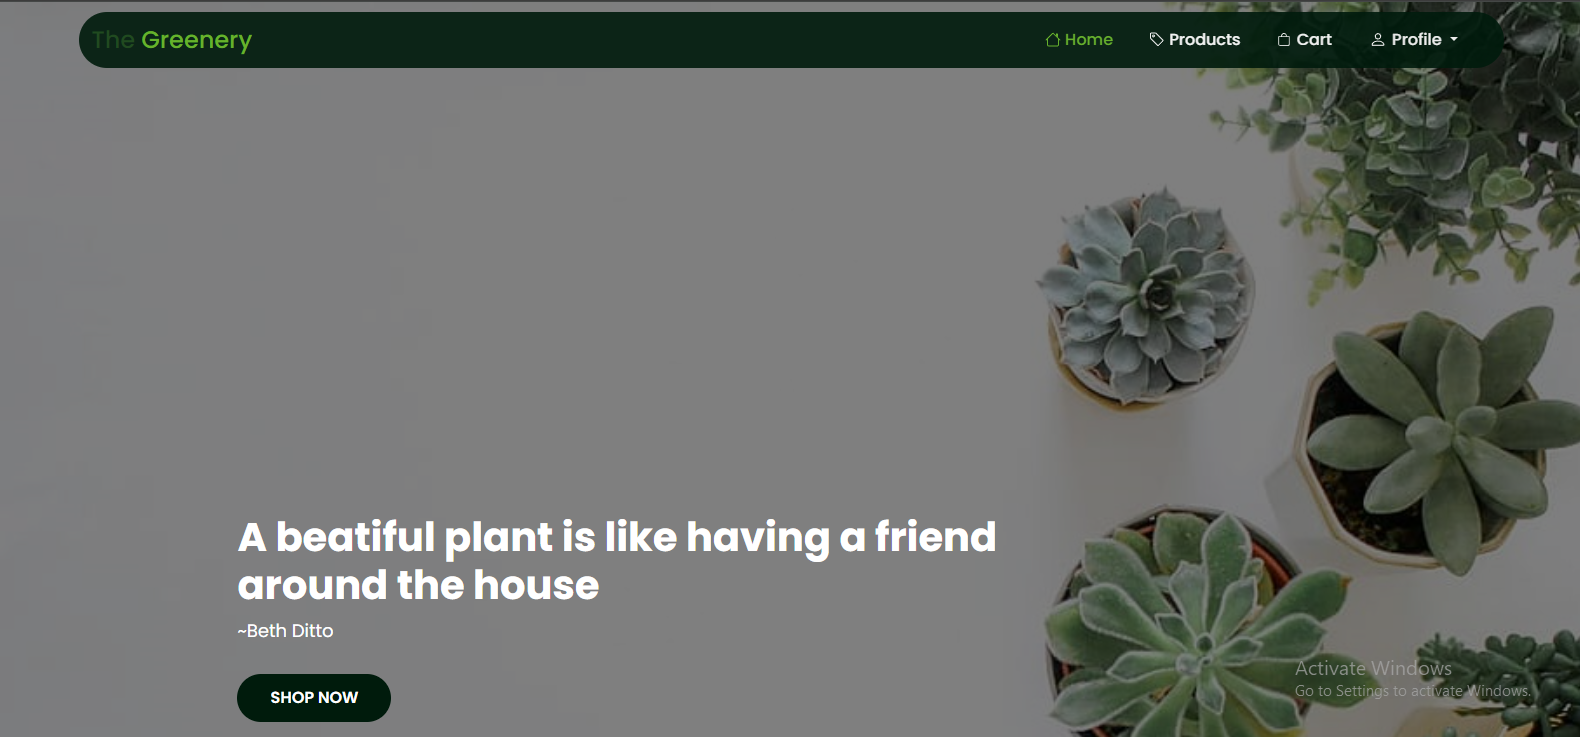 The Greenery
Home
Products
Cart
Profile
A beatiful plant is like having a friend
around the house
~Beth Ditto
SHOP NOW
Activate Windows
Go to Settings to activate Windows.